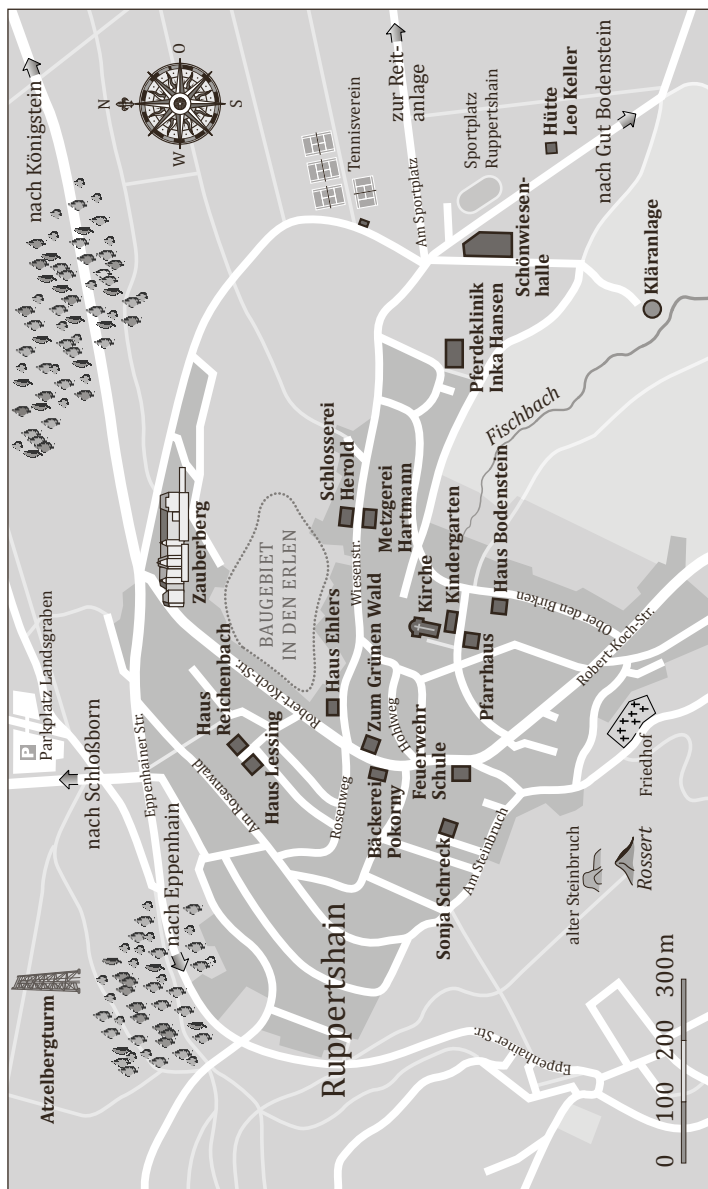 Atzelbergturm
nach Schloßborn
P
Parkplatz Landsgraben
nach Königstein
N
W
O
S
nach Eppenhain
Eppenhainer Str.
Zauberberg
Am Rosenwald
Haus
Reichenbach
Haus Lessing
Robert-Koch-Str.
BAUGEBIET
IN DEN ERLEN
Tennisverein
Ruppertshain
Rosenweg
Haus Ehlers
Wiesenstr.
Schlosserei
Herold
Am Sportplatz
zur Reit-
anlage
Bäckerei
Pokorny
Zum Grünen Wald
Hohlweg
Metzgerei
Hartmann
Feuerwehr
Schule
Kirche
Kindergarten
Pferdeklinik
Inka Hansen
Sportplatz
Ruppertshain
Schönwiesen-
halle
Hütte
Leo Keller
nach Gut Bodenstein
Sonja Schreck
Am Steinbruch
Pfarrhaus
Haus Bodenstein
Fischbach
Ober den Birken
Robert-Koch-Str.
Kläranlage
Eppenhainer Str.
alter Steinbruch
Rossert
Friedhof
0
100
200
300 m